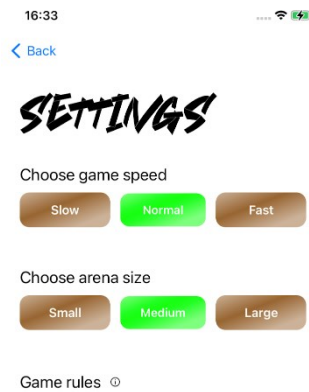 16:33
Back
SETTINGS
Choose game speed
Slow Normal Fast
Choose arena size
Small Medium Large
Game rules